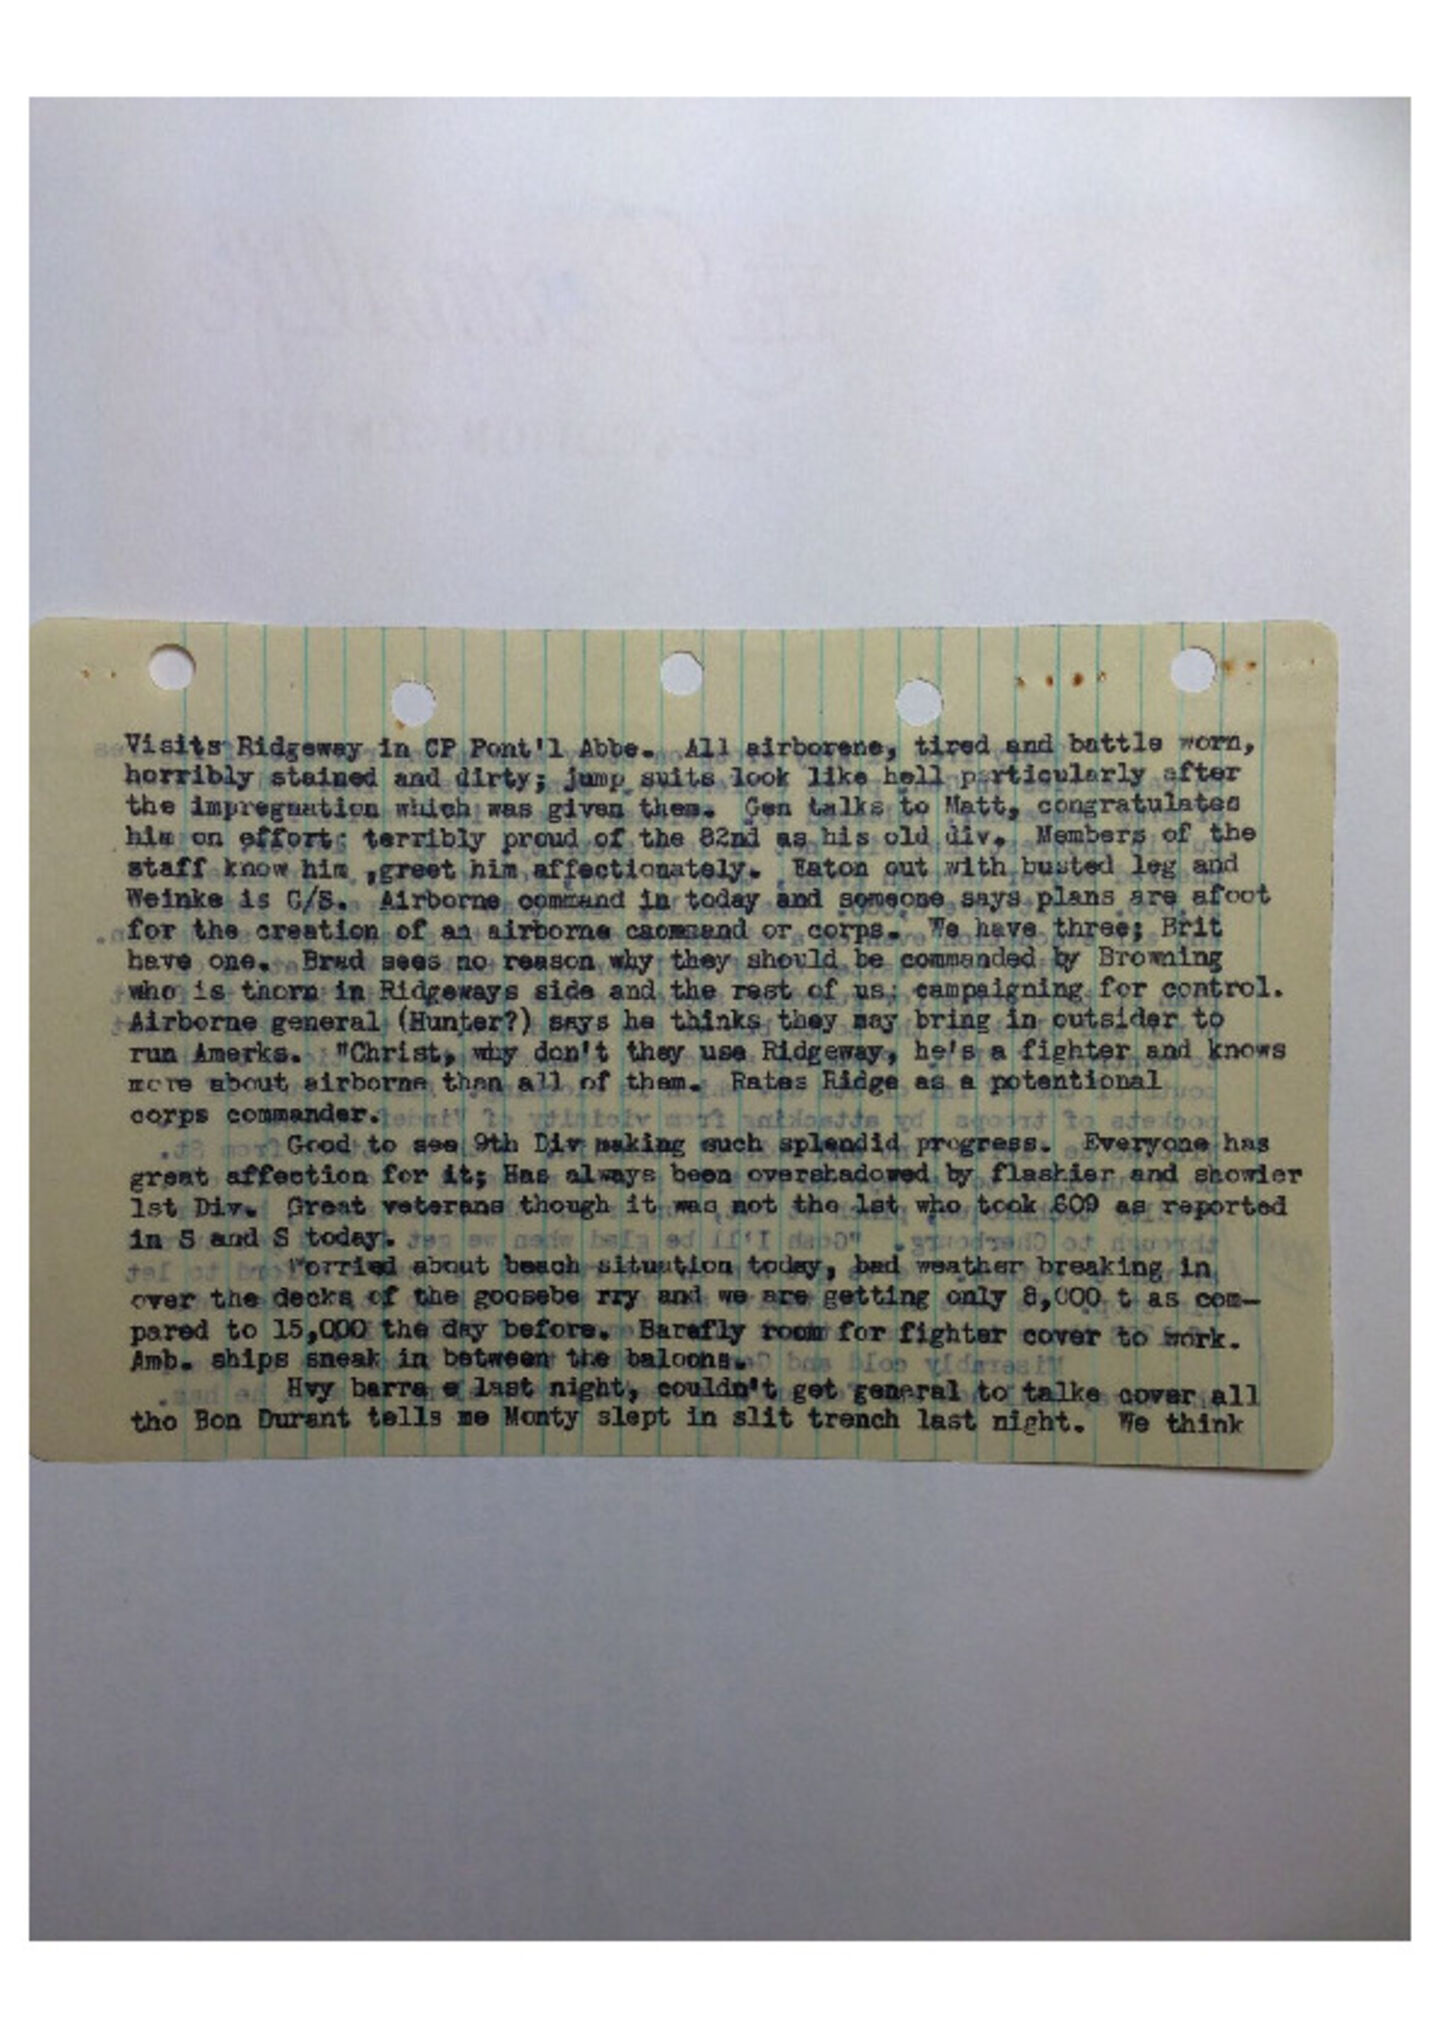 Visits Ridgeway in CP Pont'l Abbe.  All airborene, tired and battle worn,
horribly stained and dirty; jump suits look like hell particularly after
the impregnation which was given them.  Gen talks to Matt, congratulates
him on effort; terribly proud of the 82nd as his old div.  Members of the
staff know him ,greet him affectionately.  Eaton out with busted leg and
Weinke is C/S.  Airborne command in today and someone says plans are afoot
for the creation of an airborne caommand or corps.  We have three; Brit
have one.  Brad sees no reason why they should be commanded by Browning
who is thorn in Ridgeways side and the rest of us; campaigning for control.
Airborne general (Hunter?) says he thinks they may bring in outsider to
run Amerks.  "Christ, why don't they use Ridgeway, he's a fighter and knows
more about airborne than all of them.  Rates Ridge as a potentional
corps commander.
Good to see 9th Div making such splendid progress.  Everyone has
great affection for it; Has always been overshadowed by flashier and showier
1st Div.  Great veterans though it was not the 1st who took 609 as reported
in S and S today.
Worried about beach situation today, bad weather breaking in
over the decks of the goosebe rry and we are getting only 8,000 t as com-
pared to 15,000 the day before.  Barefly room for fighter cover to work.
Amb. ships sneak in between the baloons.
Hvy barra e last night, couldn't get general to talke cover all
tho Bon Durant tells me Monty slept in slit trench last night.  We think